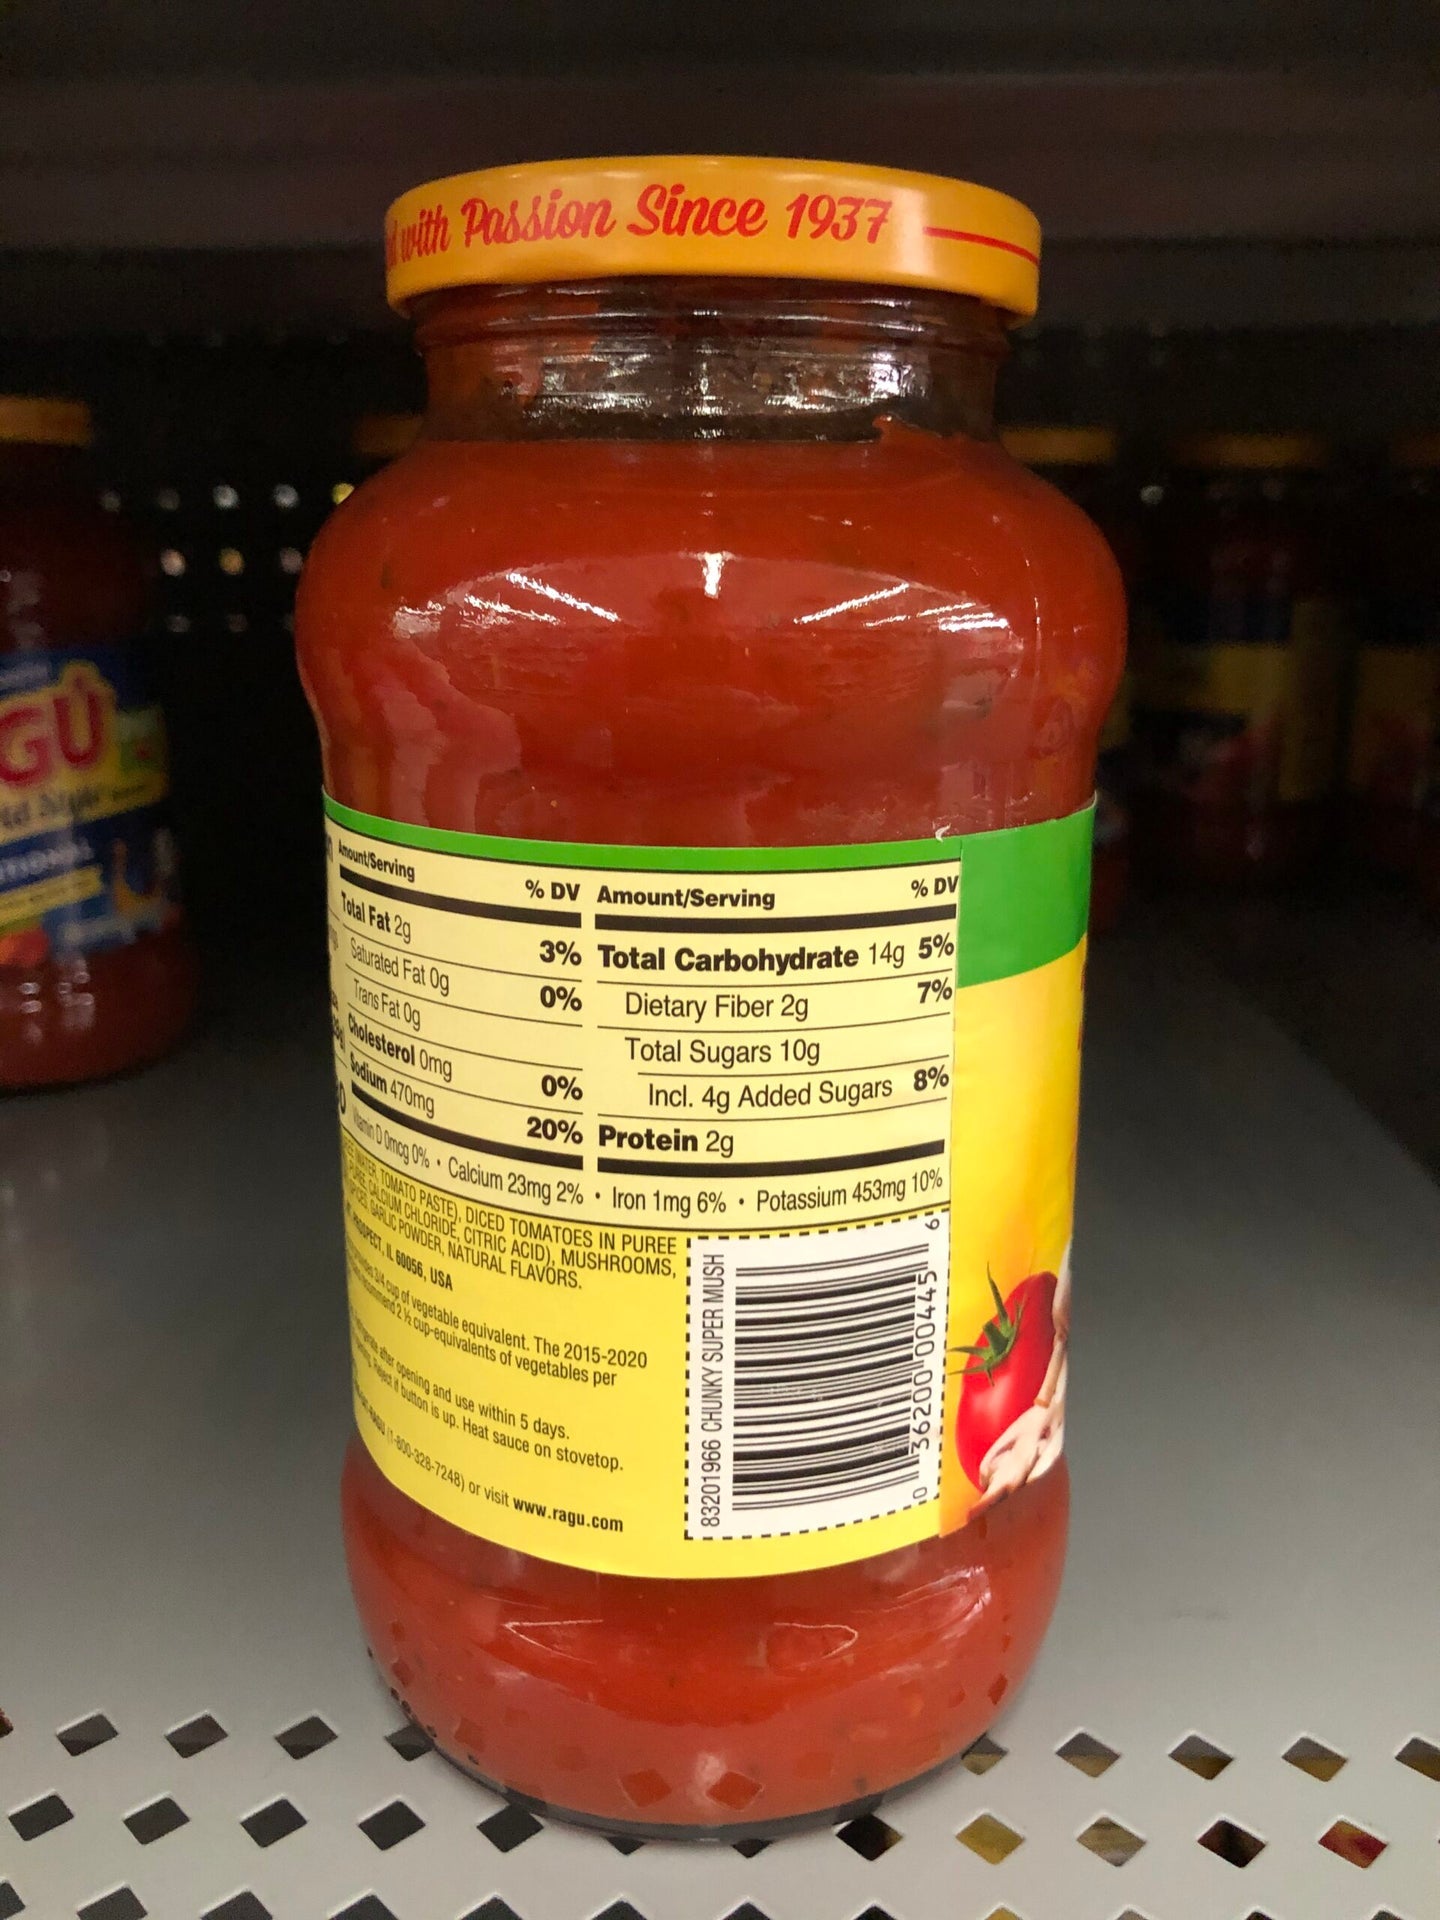 with Passion Since 1937
GÚ
Amount/Serving % DV
Total Fat 2g 3%
Saturated Fat 0g 0%
Trans Fat 0g
Cholesterol 0mg 0%
Sodium 470mg 20%
Amount/Serving % DV
Total Carbohydrate 14g 5%
Dietary Fiber 2g 7%
Total Sugars 10g
Incl. 4g Added Sugars 8%
Protein 2g
Vitamin D 0mcg 0% • Calcium 23mg 2% • Iron 1mg 6% • Potassium 453mg 10%
WATER, TOMATO PASTE), DICED TOMATOES IN PUREE
PUREE, CALCIUM CHLORIDE, CITRIC ACID), MUSHROOMS,
SPICES, GARLIC POWDER, NATURAL FLAVORS.
PROSPECT, IL 60056, USA
3/4 cup of vegetable equivalent. The 2015-2020
recommend 2 ½ cup-equivalents of vegetables per
after opening and use within 5 days.
Reject if button is up. Heat sauce on stovetop.
(1-800-328-7248) or visit www.ragu.com
83201966 CHUNKY SUPER MUSH
0 36200 00445 6